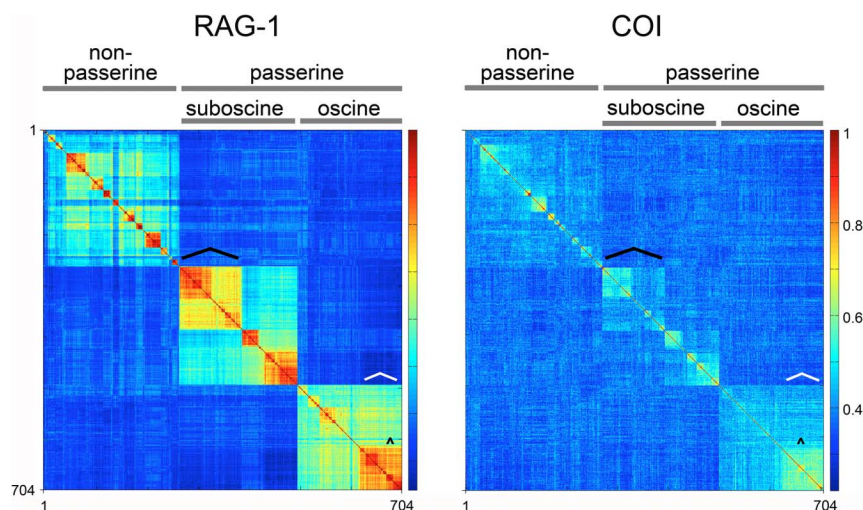 RAG-1
COI
non-
passerine
passerine
suboscine
oscine
non-
passerine
passerine
suboscine
oscine
1
704
1
704
1
704
1
0.8
0.6
0.4